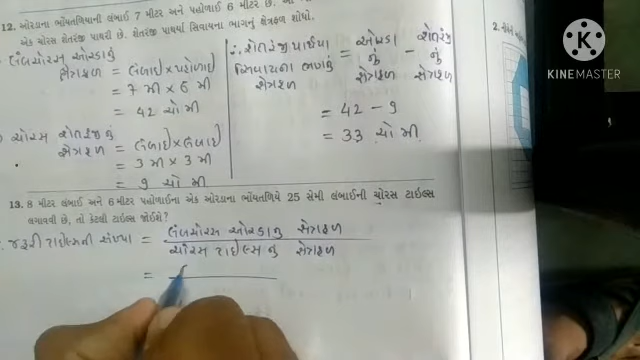 12. ઓરડાના ભોંયતળિયાની લંબાઈ 7 મીટર અને પહોળાઈ 6 મીટર છે.
એક ચોરસ શેતરંજી પાથરી છે. શેતરંજી પાથર્યા સિવાયના ભાગનું ક્ષેત્રફળ શોધો.
લંબચોરસ ઓરડાનું
ક્ષેત્રફળ = લંબાઈ × પહોળાઈ
= 7 મી × 6 મી
= 42 ચો મી
ચોરસ શેતરંજીનું
ક્ષેત્રફળ = લંબાઈ × લંબાઈ
= 3 મી × 3 મી
= 9 ચો મી
∴ શેતરંજી પાથર્યા સિવાયના ભાગનું ક્ષેત્રફળ = ઓરડાનું ક્ષેત્રફળ - શેતરંજીનું ક્ષેત્રફળ
= 42 - 9
= 33 ચો મી.
2.
KINEMASTER
13. 8 મીટર લંબાઈ અને 6 મીટર પહોળાઈના એક ઓરડાના ભોંયતળિયે 25 સેમી લંબાઈની ચોરસ ટાઇલ્સ
લગાવવી છે, તો કેટલી ટાઇલ્સ જોઈશે?
જરૂરી ટાઈલ્સની સંખ્યા = લંબચોરસ ઓરડાનું ક્ષેત્રફળ
ચોરસ ટાઈલ્સનું ક્ષેત્રફળ
=